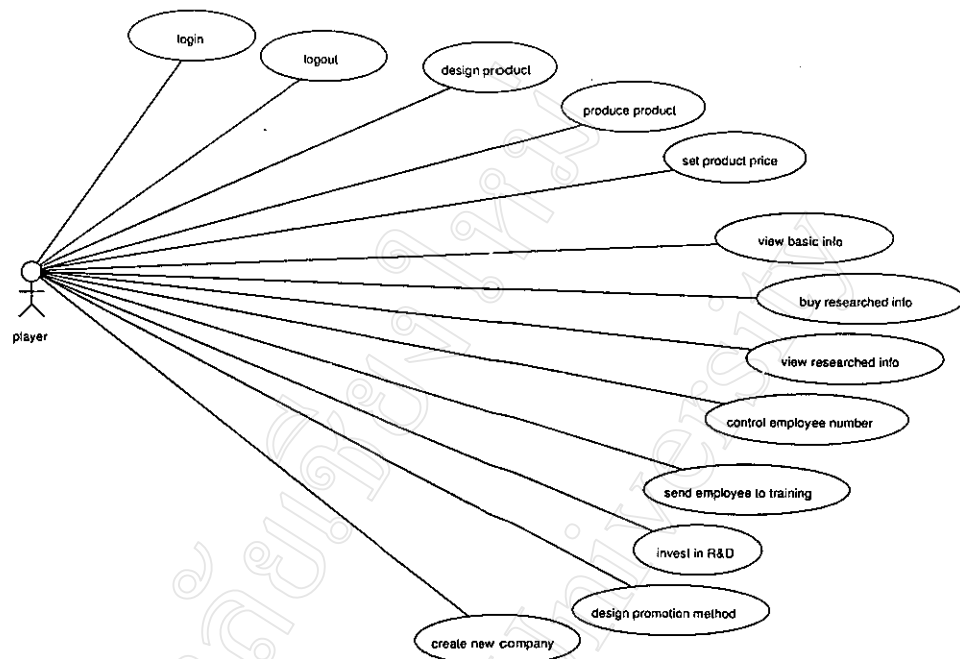 login
logout
design product
produce product
set product price
view basic info
buy researched info
player
view researched info
control employee number
send employee to training
invest in R&D
design promotion method
create new company
University